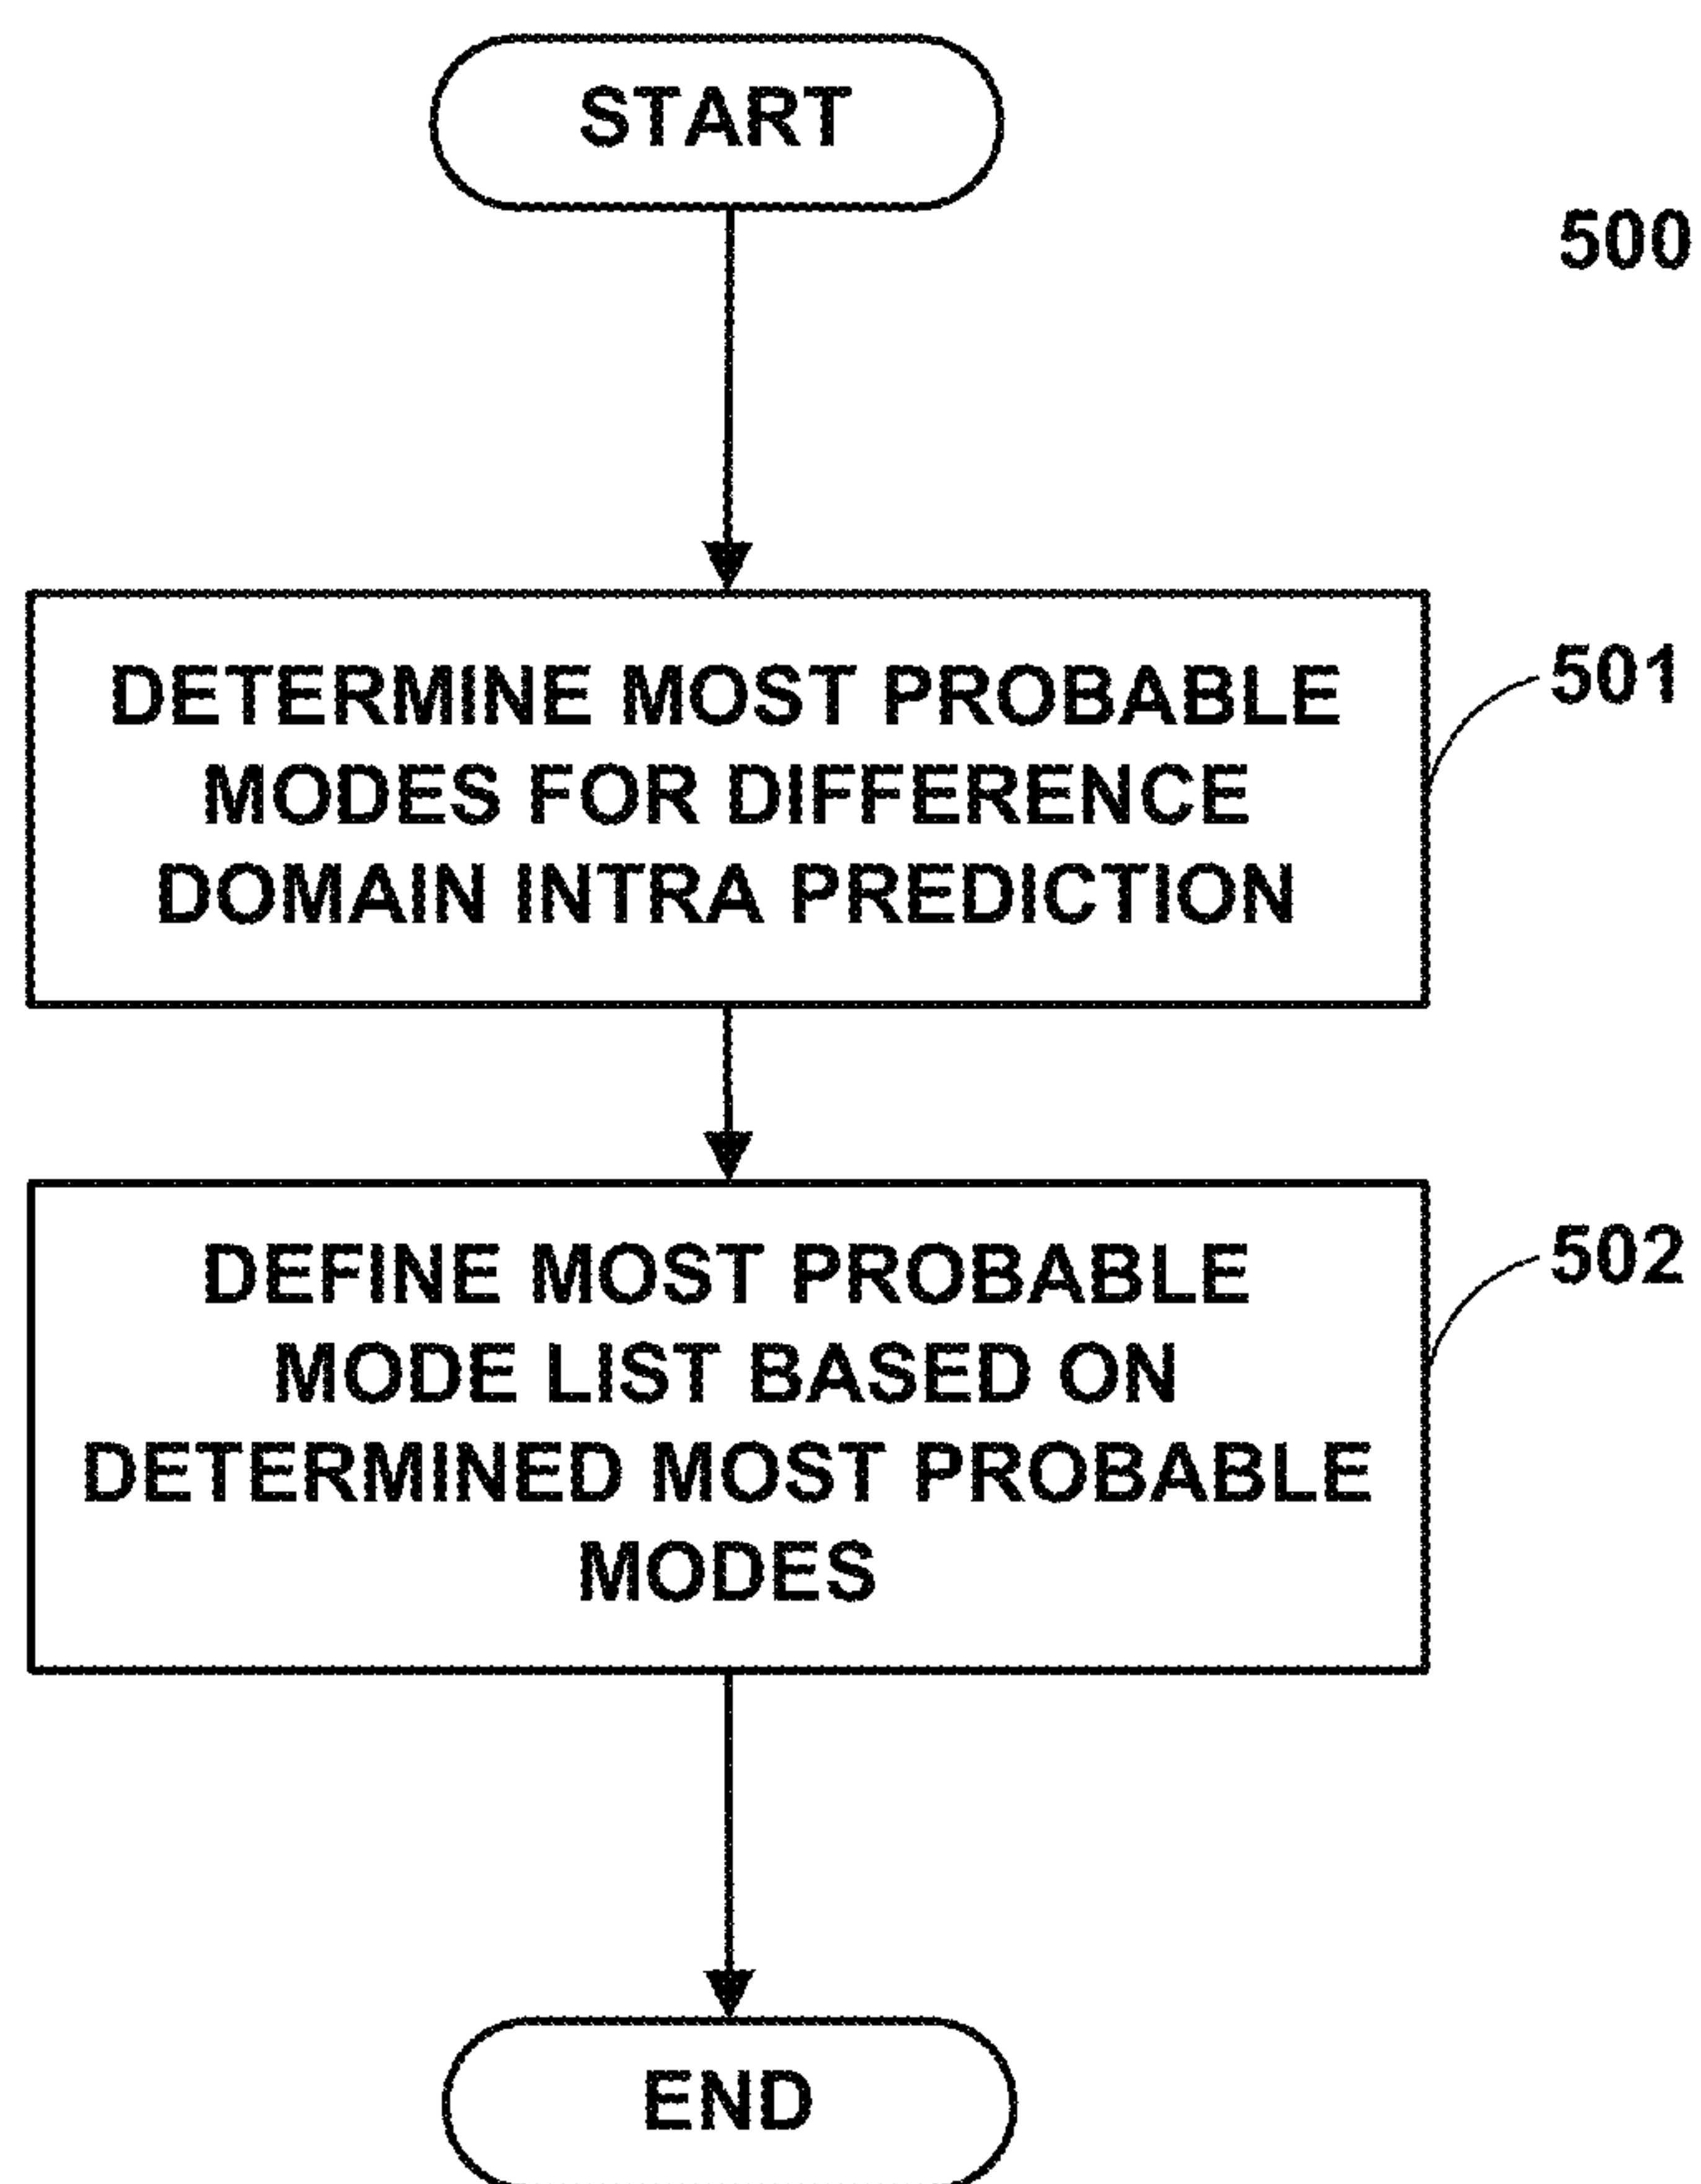 START
500
DETERMINE MOST PROBABLE
MODES FOR DIFFERENCE
DOMAIN INTRA PREDICTION
501
DEFINE MOST PROBABLE
MODE LIST BASED ON
DETERMINED MOST PROBABLE
MODES
502
END